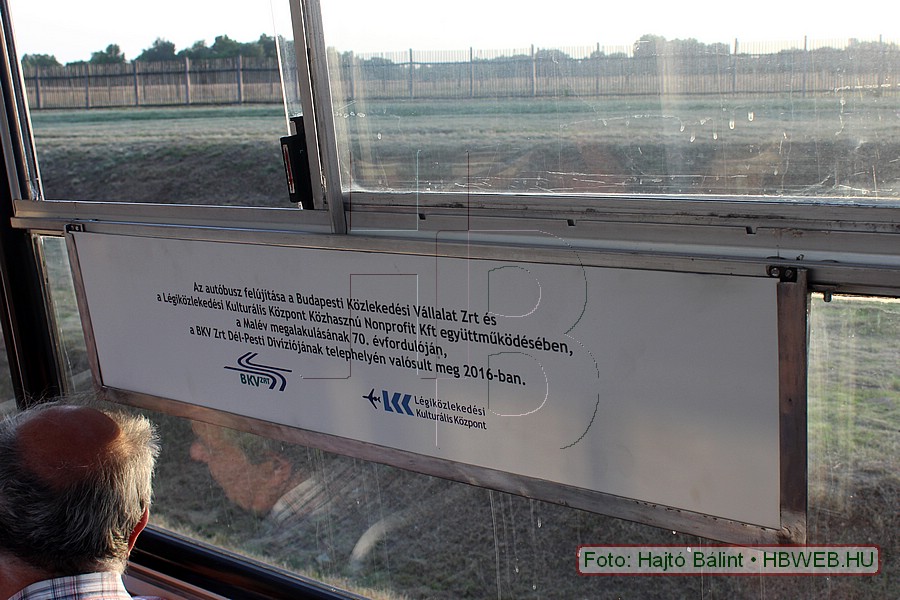 Az autóbusz felújítása a Budapesti Közlekedési Vállalat Zrt és
a Légiközlekedési Kulturális Központ Közhasznú Nonprofit Kft együttműködésében,
a Malév megalakulásának 70. évfordulóján,
a BKV Zrt Dél-Pesti Divíziójának telephelyén valósult meg 2016-ban.
BKV ZRT
LKK Légiközlekedési
Kulturális Központ
HB
Foto: Hajtó Bálint • HBWEB.HU